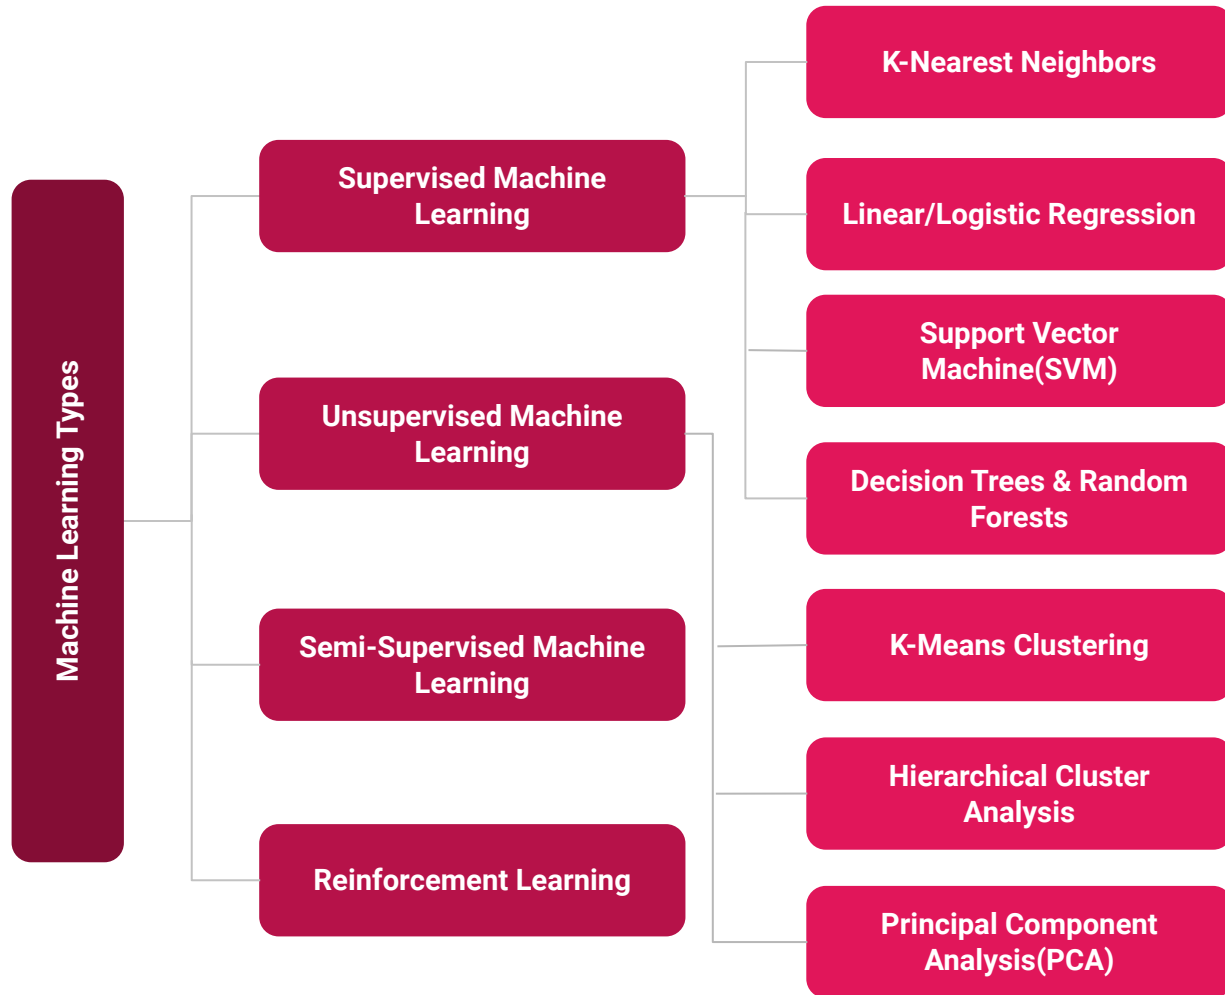 Machine Learning Types
Supervised Machine
Learning
Unsupervised Machine
Learning
Semi-Supervised Machine
Learning
Reinforcement Learning
K-Nearest Neighbors
Linear/Logistic Regression
Support Vector
Machine(SVM)
Decision Trees & Random
Forests
K-Means Clustering
Hierarchical Cluster
Analysis
Principal Component
Analysis(PCA)